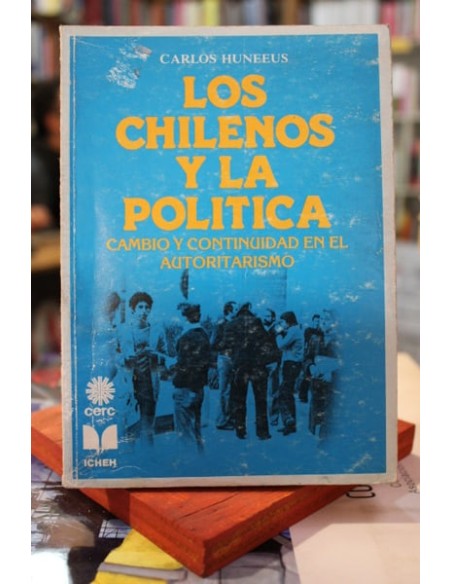 CARLOS HUNEEUS
LOS
CHILENOS
Y LA
POLITICA
CAMBIO Y CONTINUIDAD EN EL
AUTORITARISMO
cerc
ICHEH